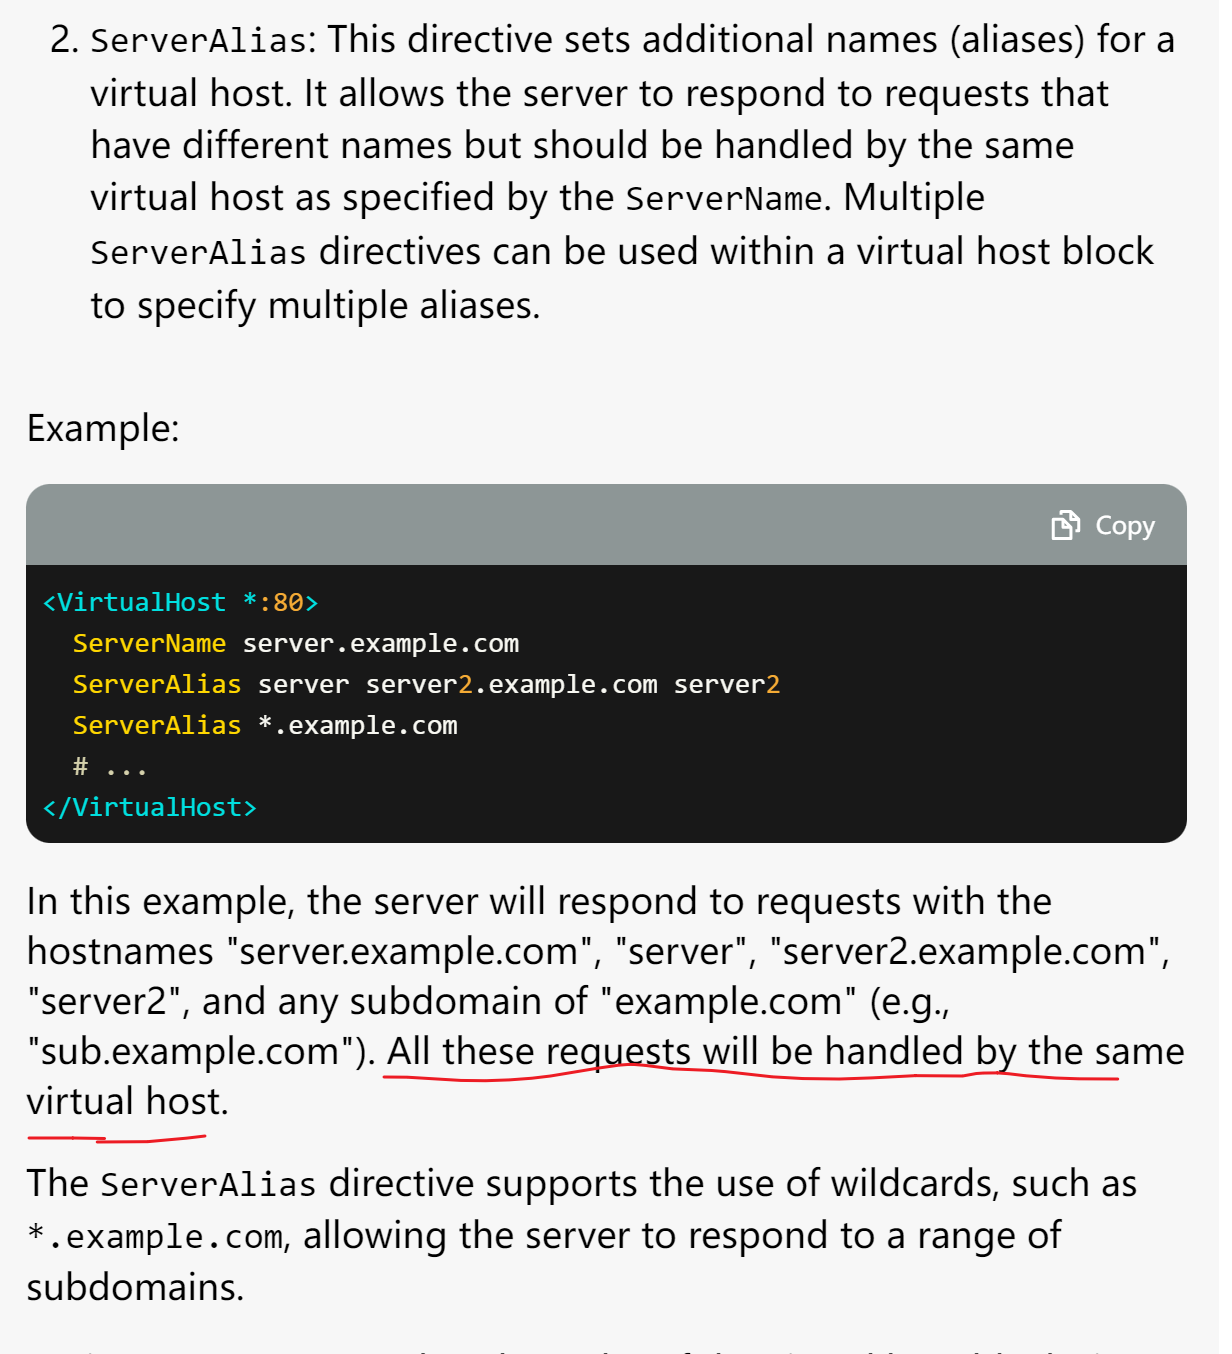 2. ServerAlias: This directive sets additional names (aliases) for a
virtual host. It allows the server to respond to requests that
have different names but should be handled by the same
virtual host as specified by the ServerName. Multiple
ServerAlias directives can be used within a virtual host block
to specify multiple aliases.
Example:
Copy
<VirtualHost *:80>
  ServerName server.example.com
  ServerAlias server server2.example.com server2
  ServerAlias *.example.com
  # ...
</VirtualHost>
In this example, the server will respond to requests with the
hostnames "server.example.com", "server", "server2.example.com",
"server2", and any subdomain of "example.com" (e.g.,
"sub.example.com"). All these requests will be handled by the same
virtual host.
The ServerAlias directive supports the use of wildcards, such as
*.example.com, allowing the server to respond to a range of
subdomains.